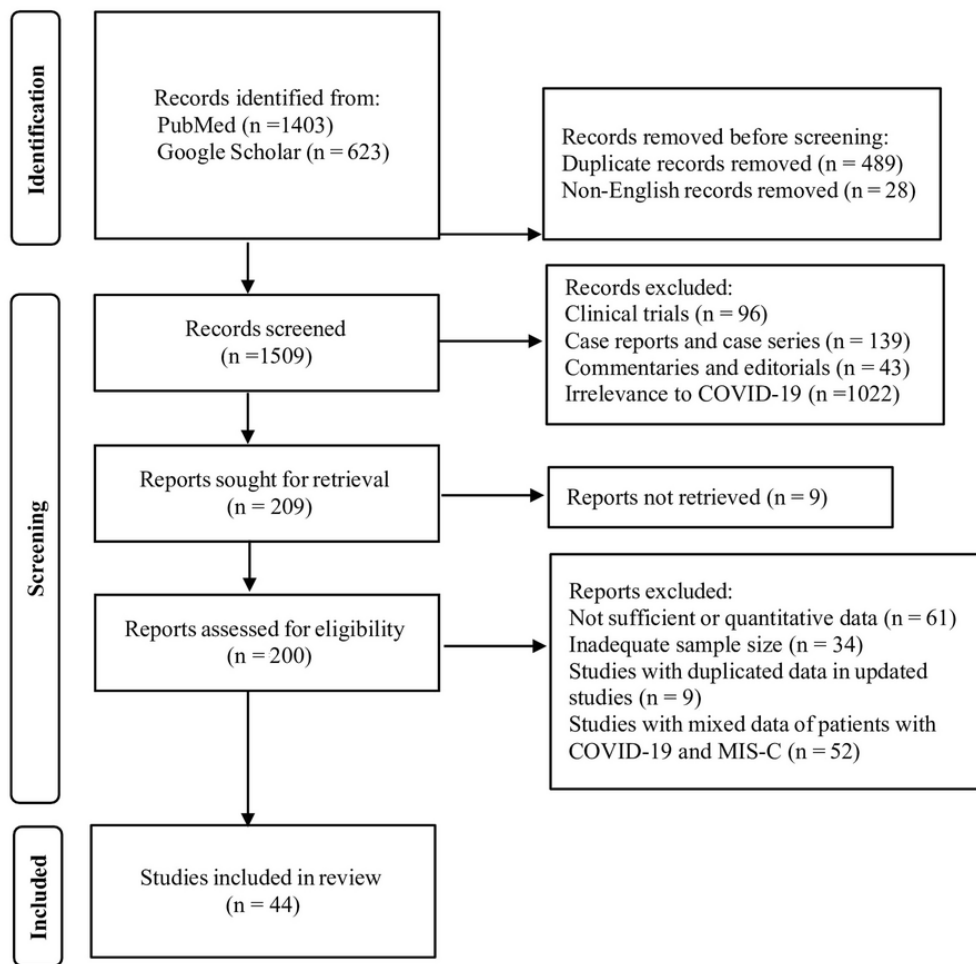 Identification
Records identified from:
PubMed (n =1403)
Google Scholar (n = 623)
Records removed before screening:
Duplicate records removed (n = 489)
Non-English records removed (n = 28)
Screening
Records screened
(n =1509)
Records excluded:
Clinical trials (n = 96)
Case reports and case series (n = 139)
Commentaries and editorials (n = 43)
Irrelevance to COVID-19 (n =1022)
Reports sought for retrieval
(n = 209)
Reports not retrieved (n = 9)
Reports assessed for eligibility
(n = 200)
Reports excluded:
Not sufficient or quantitative data (n = 61)
Inadequate sample size (n = 34)
Studies with duplicated data in updated
studies (n = 9)
Studies with mixed data of patients with
COVID-19 and MIS-C (n = 52)
Included
Studies included in review
(n = 44)